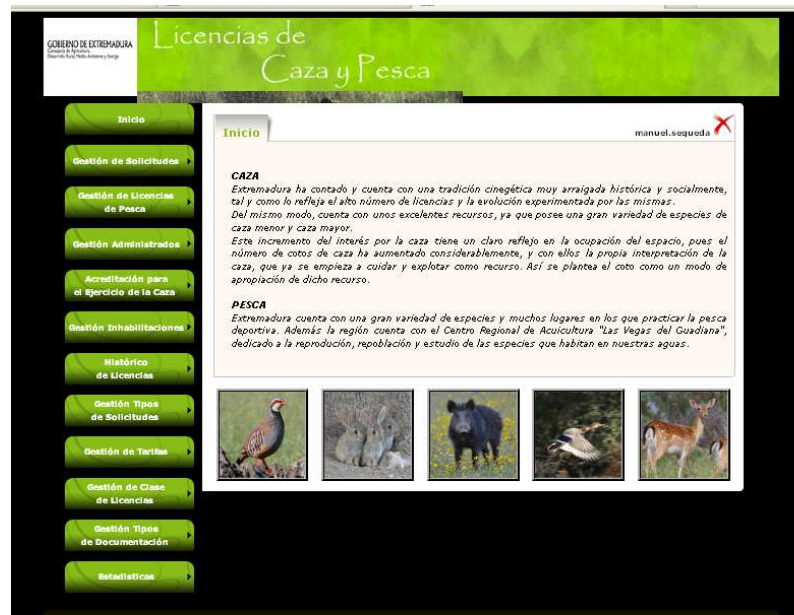 GOBIERNO DE EXTREMADURA
Licencias de
Caza y Pesca
Inicio
Gestión de Solicitudes
Gestión de Licencias
de Pesca
Gestión Administrados
Acreditación para
el Ejercicio de la Caza
Gestión Inhabilitaciones
Histórico
de Licencias
Gestión Tipos
de Solicitudes
Gestión de Tarifas
Gestión de Clase
de Licencias
Gestión Tipos
de Documentación
Estadísticas
Inicio
manuel.sequeda
CAZA
Extremadura ha contado y cuenta con una tradición cinegética muy arraigada histórica y socialmente,
tal y como lo refleja el alto número de licencias y la evolución experimentada por las mismas.
Del mismo modo, cuenta con unos excelentes recursos, ya que posee una gran variedad de especies de
caza menor y caza mayor.
Este incremento del interés por la caza tiene un claro reflejo en la ocupación del espacio, pues el
número de cotos de caza ha aumentado considerablemente, y con ellos la propia interpretación de la
caza, que ya se empieza a cuidar y explotar como recurso. Así se plantea el coto como un modo de
apropiación de dicho recurso.
PESCA
Extremadura cuenta con una gran variedad de especies y muchos lugares en los que practicar la pesca
deportiva. Además la región cuenta con el Centro Regional de Acuicultura "Las Vegas del Guadiana",
dedicado a la reprodución, repoblación y estudio de las especies que habitan en nuestras aguas.